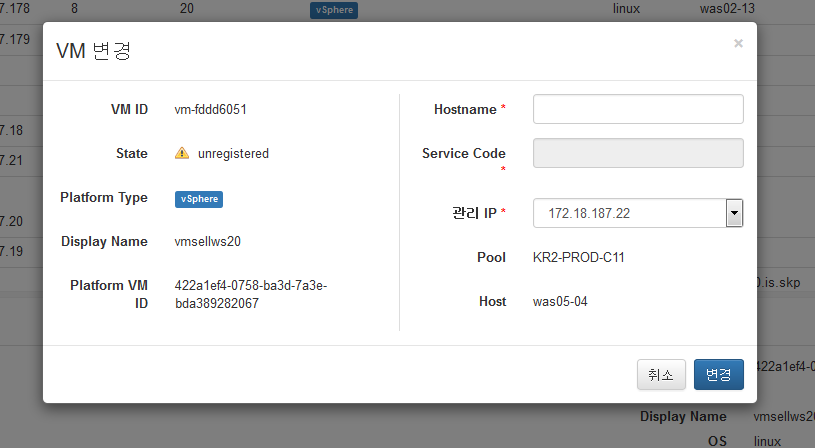 7.178 8 20 vSphere linux was02-13
7.179
VM 변경
×
VM ID vm-fddd6051
Hostname *
State unregistered
Service Code
*
7.18
7.21
Platform Type vSphere
관리 IP * 172.18.187.22
7.20
Display Name vmsellws20
7.19
Pool KR2-PROD-C11
Platform VM
ID
422a1ef4-0758-ba3d-7a3e-
bda389282067
Host was05-04
0.is.skp
취소 변경
422a1ef4-0
Display Name vmsellws20
OS linux